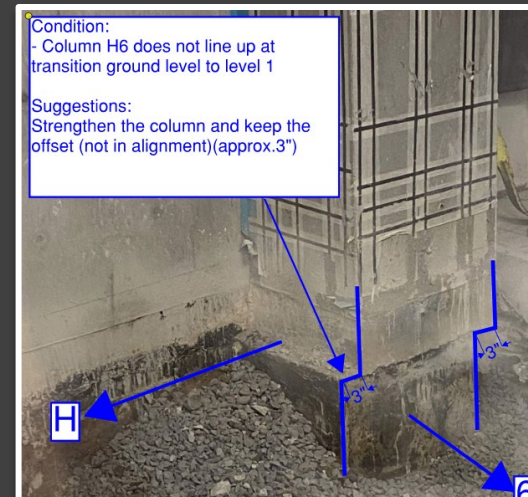 Condition:
- Column H6 does not line up at
transition ground level to level 1
Suggestions:
Strengthen the column and keep the
offset (not in alignment)(approx.3")
3"
3"
H
6